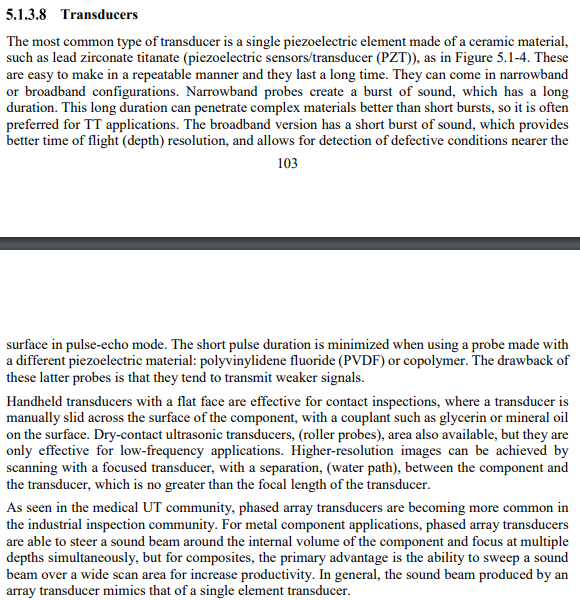 5.1.3.8 Transducers
The most common type of transducer is a single piezoelectric element made of a ceramic material,
such as lead zirconate titanate (piezoelectric sensors/transducer (PZT)), as in Figure 5.1-4. These
are easy to make in a repeatable manner and they last a long time. They can come in narrowband
or broadband configurations. Narrowband probes create a burst of sound, which has a long
duration. This long duration can penetrate complex materials better than short bursts, so it is often
preferred for TT applications. The broadband version has a short burst of sound, which provides
better time of flight (depth) resolution, and allows for detection of defective conditions nearer the
103
surface in pulse-echo mode. The short pulse duration is minimized when using a probe made with
a different piezoelectric material: polyvinylidene fluoride (PVDF) or copolymer. The drawback of
these latter probes is that they tend to transmit weaker signals.
Handheld transducers with a flat face are effective for contact inspections, where a transducer is
manually slid across the surface of the component, with a couplant such as glycerin or mineral oil
on the surface. Dry-contact ultrasonic transducers, (roller probes), area also available, but they are
only effective for low-frequency applications. Higher-resolution images can be achieved by
scanning with a focused transducer, with a separation, (water path), between the component and
the transducer, which is no greater than the focal length of the transducer.
As seen in the medical UT community, phased array transducers are becoming more common in
the industrial inspection community. For metal component applications, phased array transducers
are able to steer a sound beam around the internal volume of the component and focus at multiple
depths simultaneously, but for composites, the primary advantage is the ability to sweep a sound
beam over a wide scan area for increase productivity. In general, the sound beam produced by an
array transducer mimics that of a single element transducer.